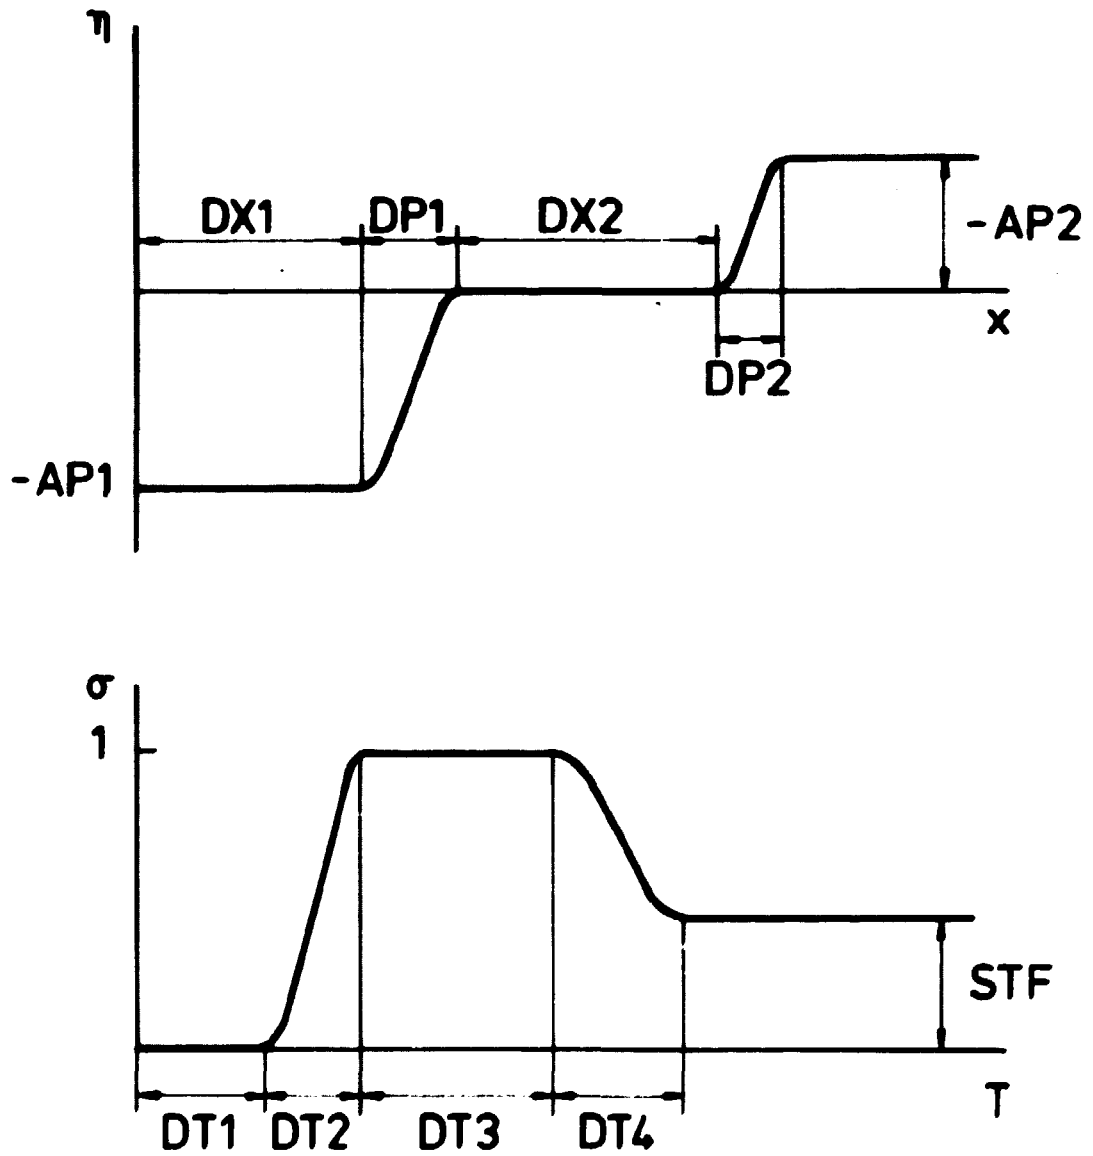 η
DX1 DP1 DX2
-AP2
x
DP2
-AP1
σ
1
STF
T
DT1 DT2 DT3 DT4